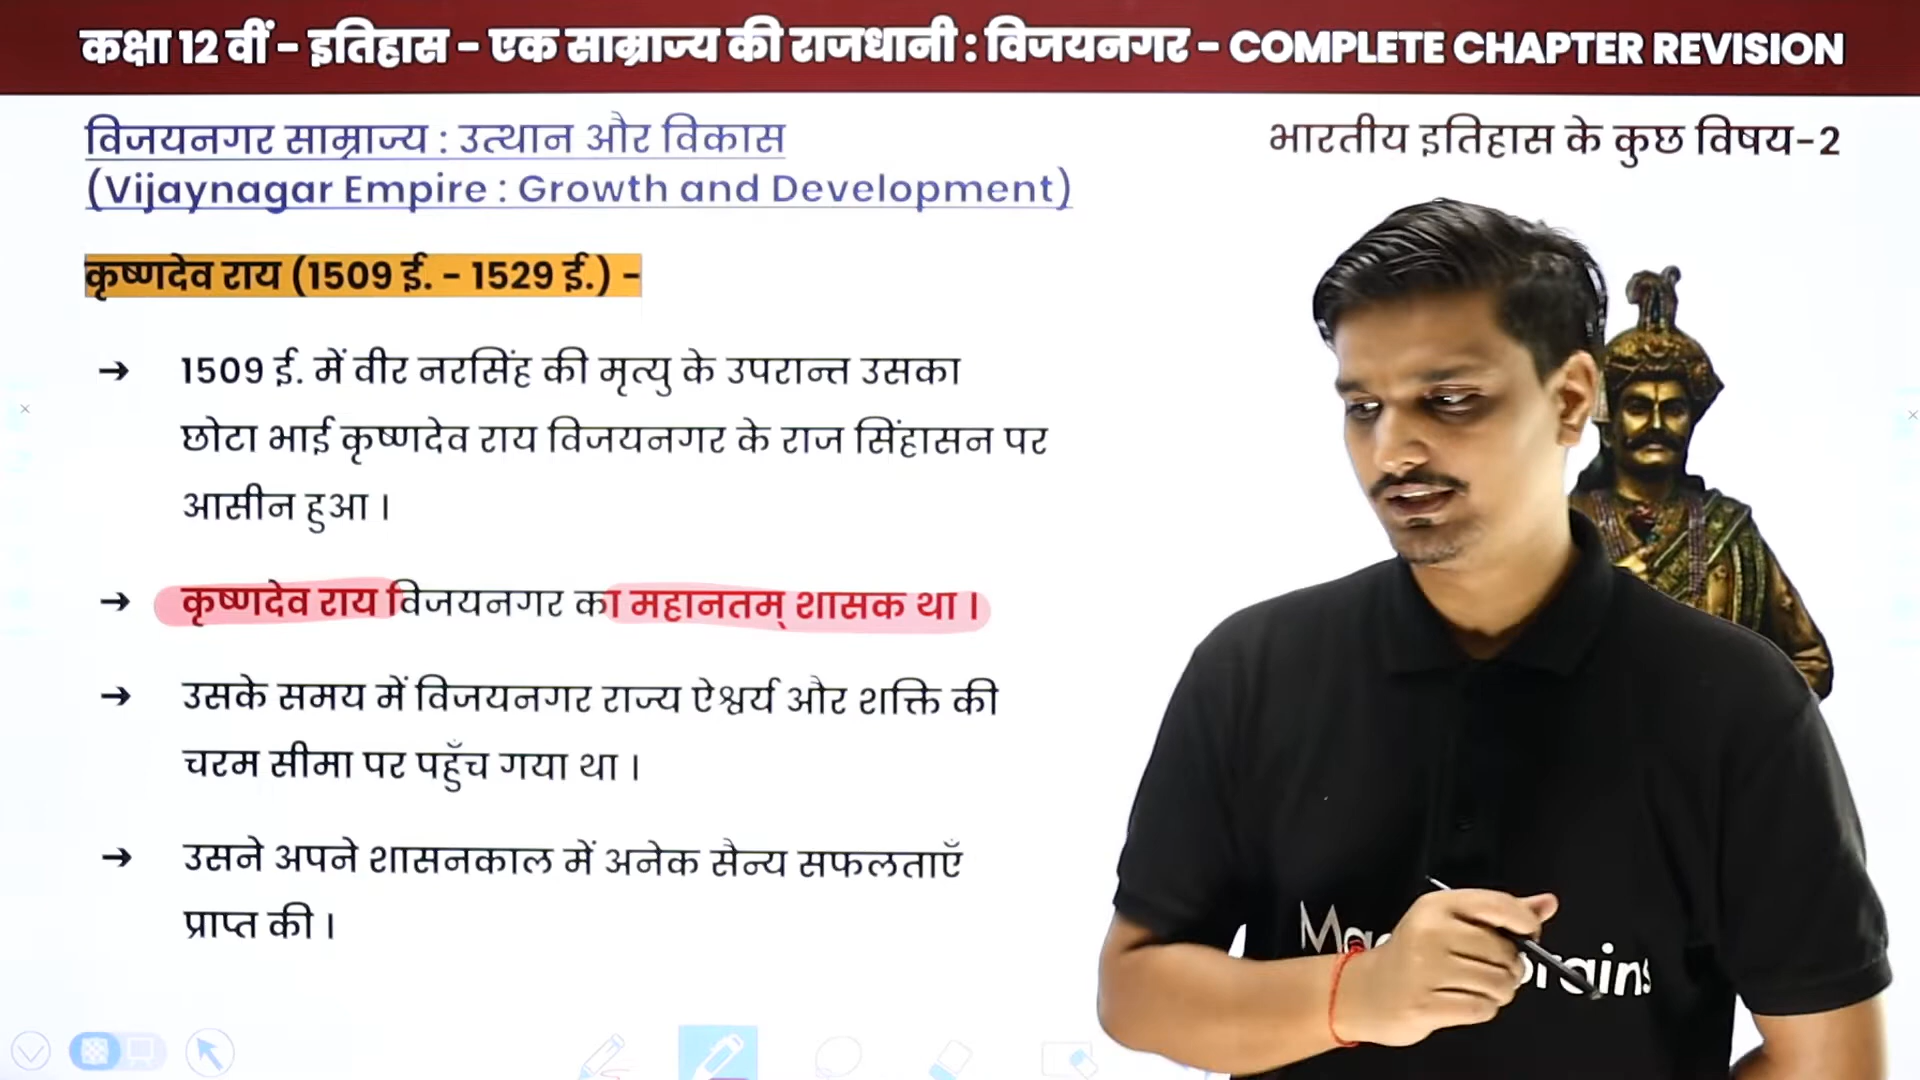 कक्षा 12 वीं - इतिहास - एक साम्राज्य की राजधानी : विजयनगर - COMPLETE CHAPTER REVISION
विजयनगर साम्राज्य : उत्थान और विकास
भारतीय इतिहास के कुछ विषय-2
(Vijaynagar Empire : Growth and Development)
कृष्णदेव राय (1509 ई. - 1529 ई.) -
➔ 1509 ई. में वीर नरसिंह की मृत्यु के उपरान्त उसका
छोटा भाई कृष्णदेव राय विजयनगर के राज सिंहासन पर
आसीन हुआ ।
➔ कृष्णदेव राय विजयनगर का महानतम् शासक था ।
➔ उसके समय में विजयनगर राज्य ऐश्वर्य और शक्ति की
चरम सीमा पर पहुँच गया था ।
➔ उसने अपने शासनकाल में अनेक सैन्य सफलताएँ
प्राप्त की ।